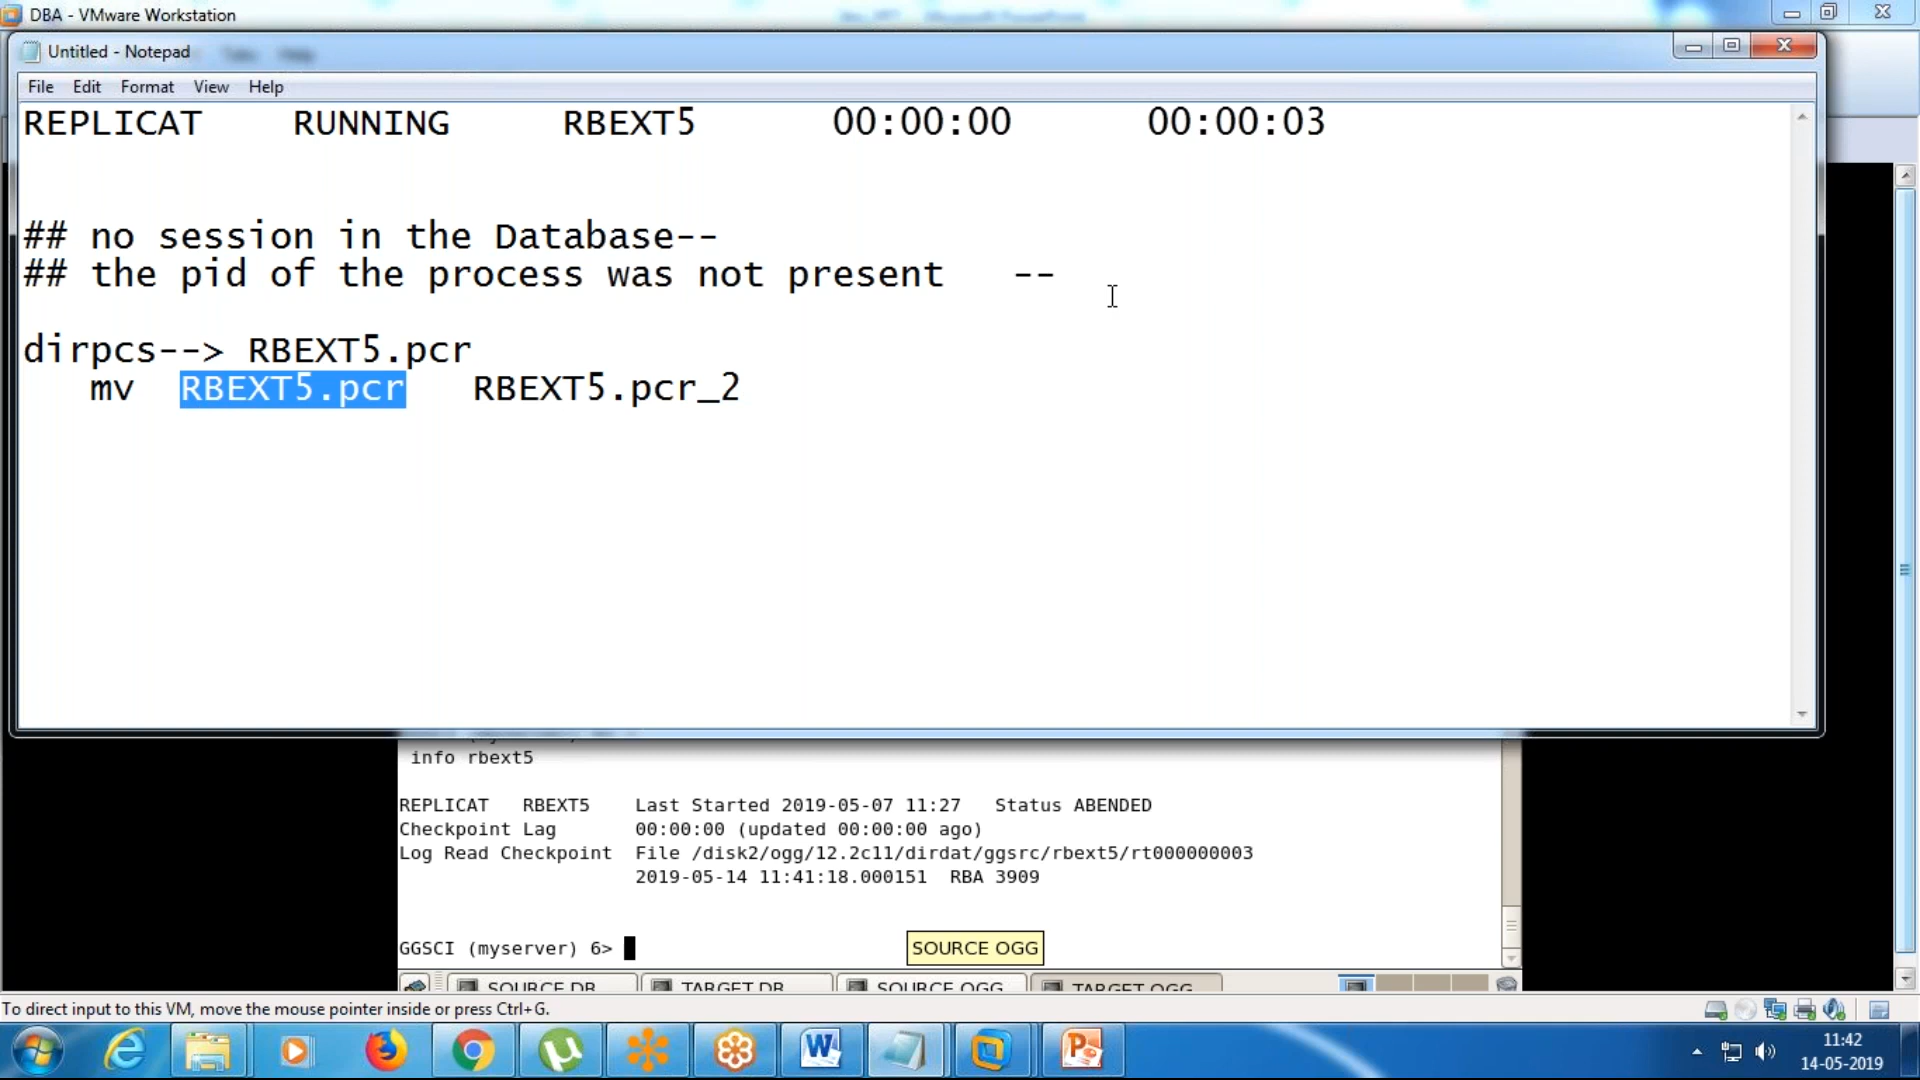 DBA - VMware Workstation
Untitled - Notepad
File Edit Format View Help
REPLICAT RUNNING RBEXT5 00:00:00 00:00:03
## no session in the Database--
## the pid of the process was not present --
dirpcs--> RBEXT5.pcr
mv RBEXT5.pcr RBEXT5.pcr_2
info rbext5
REPLICAT RBEXT5 Last Started 2019-05-07 11:27 Status ABENDED
Checkpoint Lag 00:00:00 (updated 00:00:00 ago)
Log Read Checkpoint File /disk2/ogg/12.2c11/dirdat/ggsrc/rbext5/rt000000003
2019-05-14 11:41:18.000151 RBA 3909
GGSCI (myserver) 6>
SOURCE OGG
SOURCE DB TARGET DB SOURCE OGG TARGET OGG
To direct input to this VM, move the mouse pointer inside or press Ctrl+G.
11:42
14-05-2019